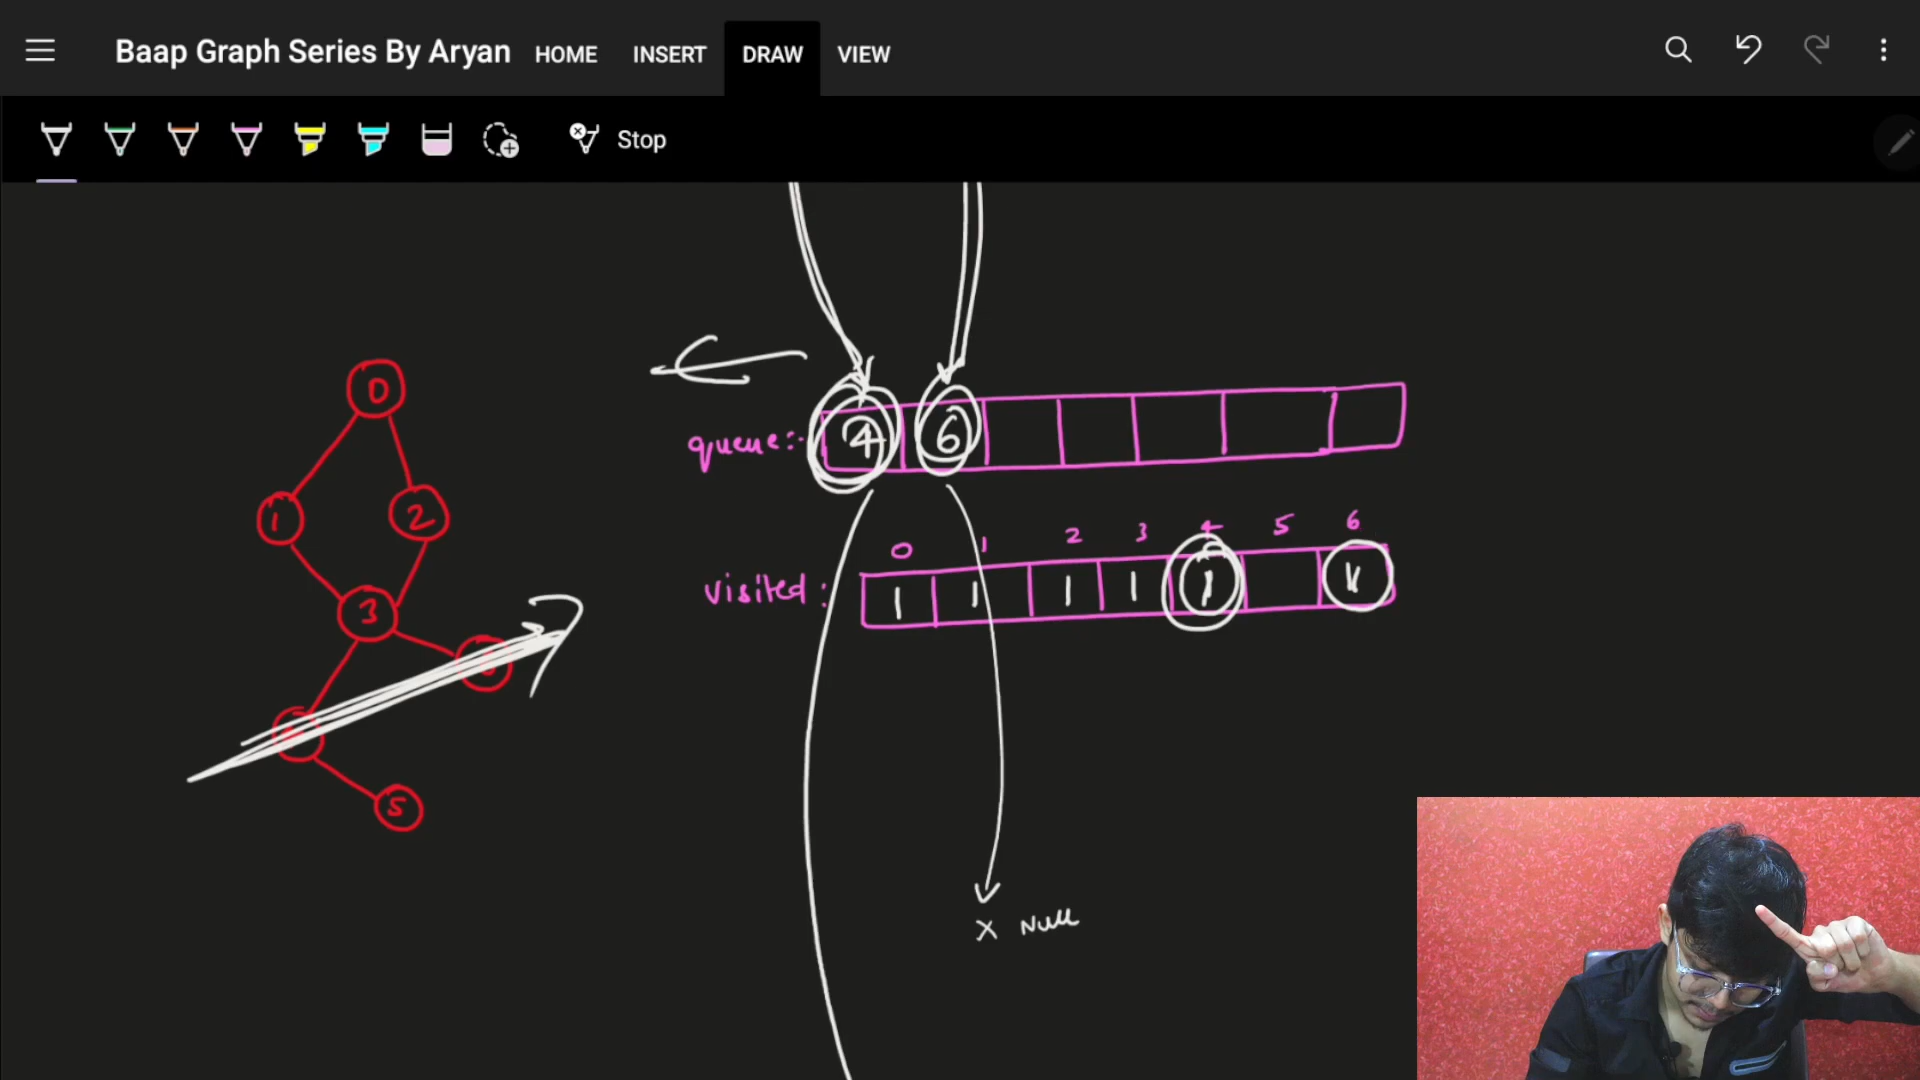 Baap Graph Series By Aryan HOME INSERT DRAW VIEW
Stop
0
1 2
3
5
queue:- 4 6
0 1 2 3 4 5 6
visited: 1 1 1 1 1 1
X Null